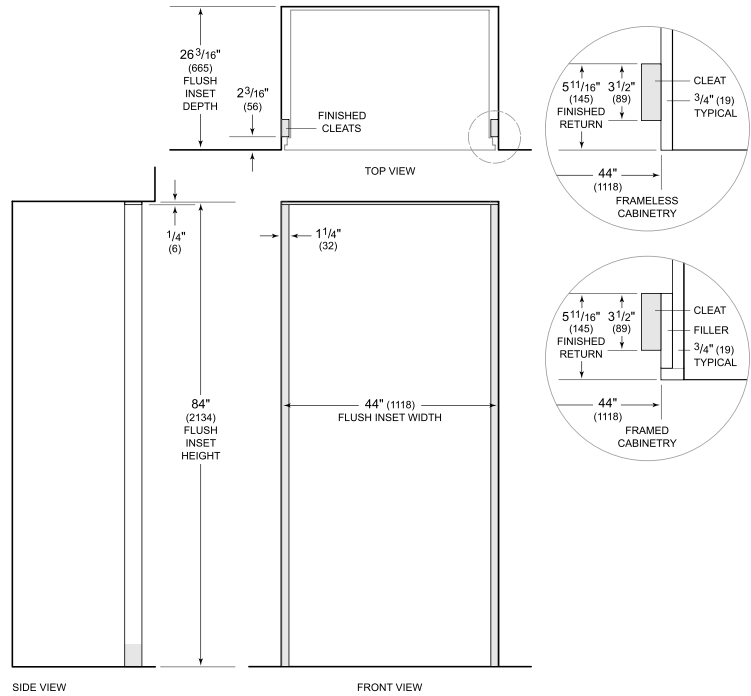 26 3/16"
(665)
FLUSH
INSET
DEPTH
2 3/16"
(56)
FINISHED
CLEATS
TOP VIEW
5 11/16"
(145)
FINISHED
RETURN
3 1/2"
(89)
CLEAT
3/4" (19)
TYPICAL
44"
(1118)
FRAMELESS
CABINETRY
1/4"
(6)
84"
(2134)
FLUSH
INSET
HEIGHT
1 1/4"
(32)
44" (1118)
FLUSH INSET WIDTH
5 11/16"
(145)
FINISHED
RETURN
3 1/2"
(89)
CLEAT
FILLER
3/4" (19)
TYPICAL
44"
(1118)
FRAMED
CABINETRY
SIDE VIEW
FRONT VIEW